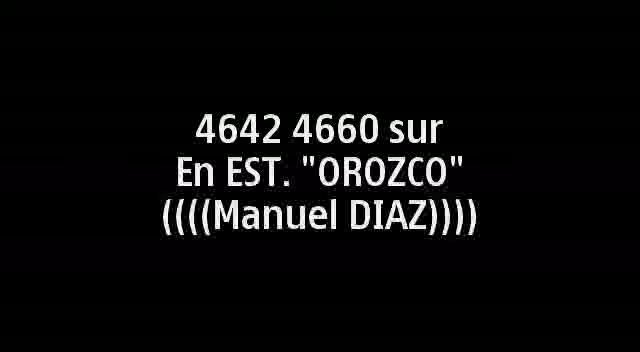 4642 4660 sur
En EST. "OROZCO"
((((Manuel DIAZ))))